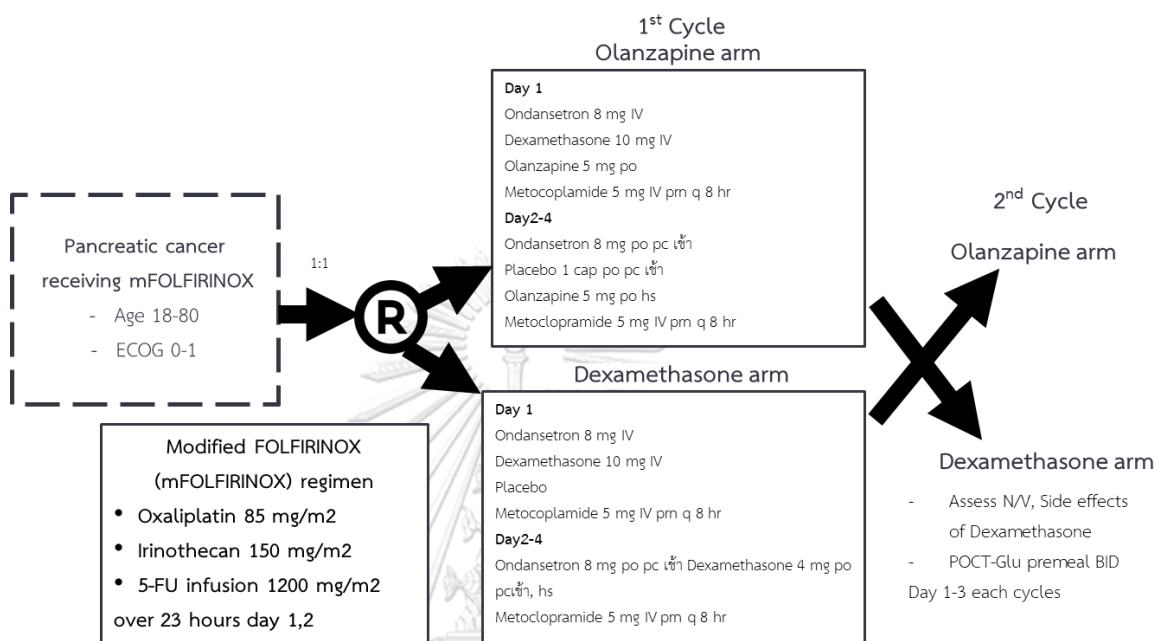 1st Cycle
Olanzapine arm
Day 1
Ondansetron 8 mg IV
Dexamethasone 10 mg IV
Olanzapine 5 mg po
Metocoplamide 5 mg IV prn q 8 hr
Day2-4
Ondansetron 8 mg po pc เช้า
Placebo 1 cap po pc เช้า
Olanzapine 5 mg po hs
Metoclopramide 5 mg IV prn q 8 hr
Pancreatic cancer
receiving mFOLFIRINOX
- Age 18-80
- ECOG 0-1
1:1
R
Dexamethasone arm
Day 1
Ondansetron 8 mg IV
Dexamethasone 10 mg IV
Placebo
Metocoplamide 5 mg IV prn q 8 hr
Day2-4
Ondansetron 8 mg po pc เช้า Dexamethasone 4 mg po
pcเช้า, hs
Metoclopramide 5 mg IV prn q 8 hr
Modified FOLFIRINOX
(mFOLFIRINOX) regimen
• Oxaliplatin 85 mg/m2
• Irinothecan 150 mg/m2
• 5-FU infusion 1200 mg/m2
over 23 hours day 1,2
2nd Cycle
Olanzapine arm
Dexamethasone arm
- Assess N/V, Side effects
of Dexamethasone
- POCT-Glu premeal BID
Day 1-3 each cycles